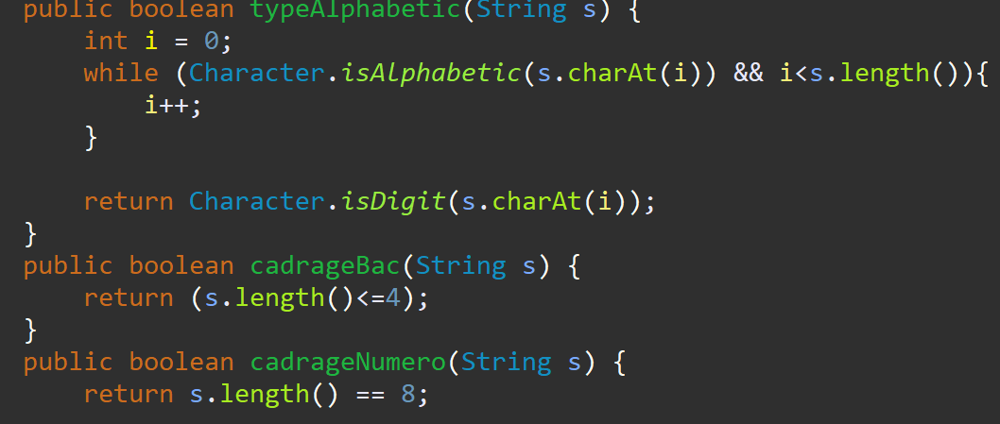 public boolean typeAlphabetic(String s) {
int i = 0;
while (Character.isAlphabetic(s.charAt(i)) && i<s.length()){
i++;
}
return Character.isDigit(s.charAt(i));
}
public boolean cadrageBac(String s) {
return (s.length()<=4);
}
public boolean cadrageNumero(String s) {
return s.length() == 8;